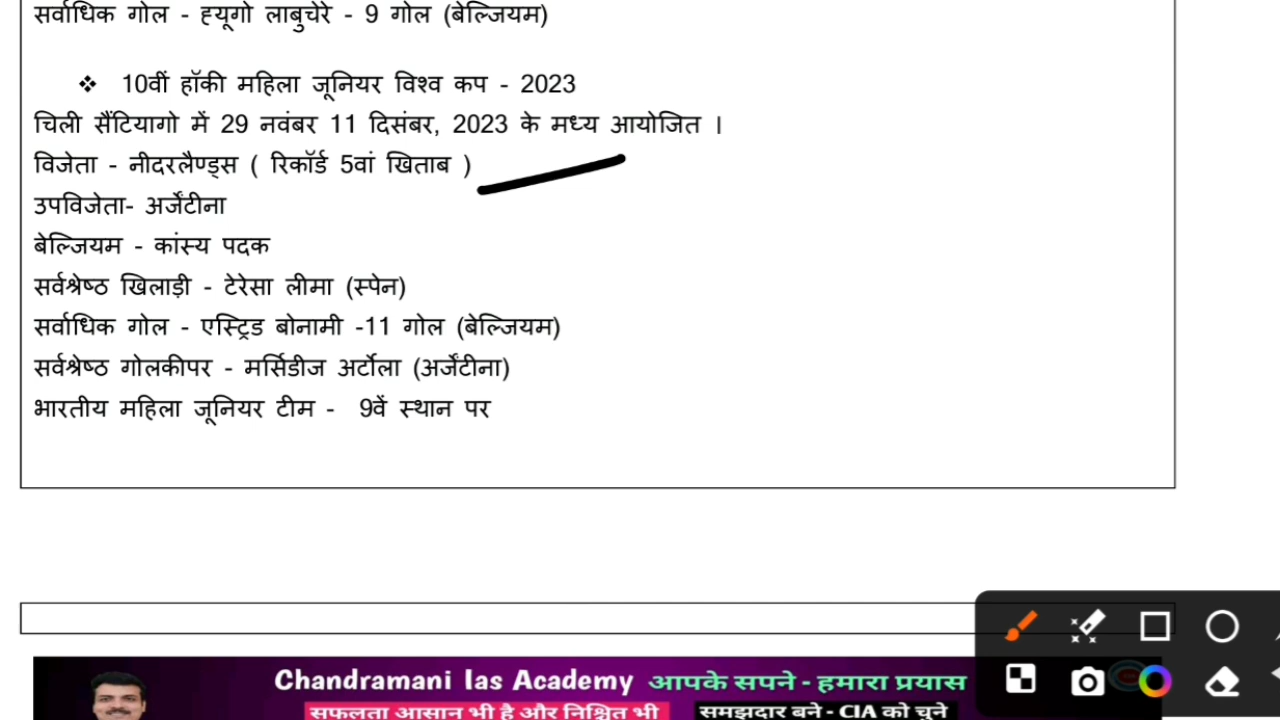 सर्वाधिक गोल - ह्यूगो लाबुचेरे - 9 गोल (बेल्जियम)
❖ 10वीं हॉकी महिला जूनियर विश्व कप - 2023
चिली सैंटियागो में 29 नवंबर 11 दिसंबर, 2023 के मध्य आयोजित ।
विजेता - नीदरलैण्ड्स ( रिकॉर्ड 5वां खिताब )
उपविजेता- अर्जेंटीना
बेल्जियम - कांस्य पदक
सर्वश्रेष्ठ खिलाड़ी - टेरेसा लीमा (स्पेन)
सर्वाधिक गोल - एस्ट्रिड बोनामी -11 गोल (बेल्जियम)
सर्वश्रेष्ठ गोलकीपर - मर्सिडीज अर्टोला (अर्जेंटीना)
भारतीय महिला जूनियर टीम - 9वें स्थान पर
Chandramani Ias Academy आपके सपने - हमारा प्रयास
सफलता आसान भी है और निश्चित भी समझदार बने - CIA को चूने